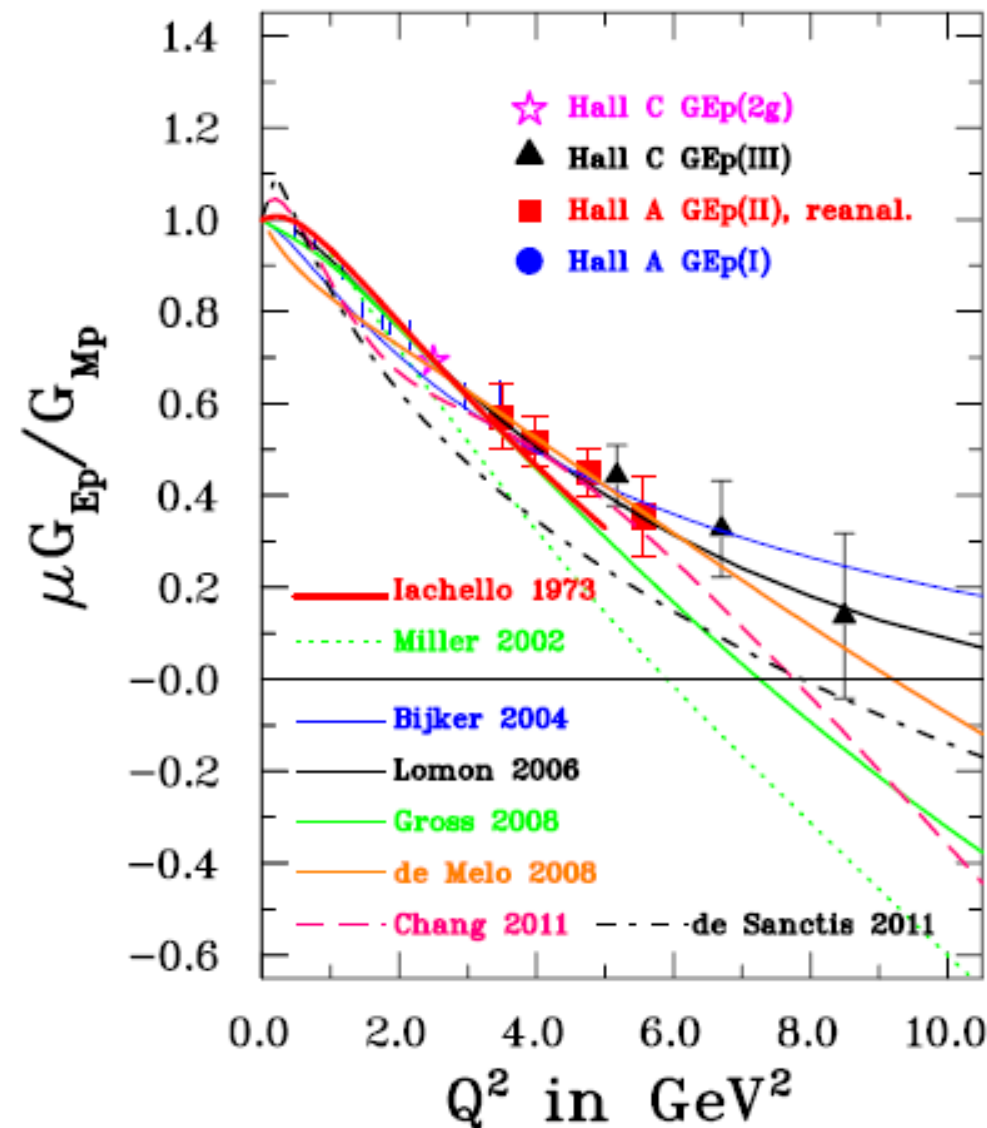 1.4
1.2
1.0
0.8
0.6
0.4
0.2
−0.0
−0.2
−0.4
−0.6
μG_Ep/G_Mp
Hall C GEp(2g)
Hall C GEp(III)
Hall A GEp(II), reanal.
Hall A GEp(I)
Iachello 1973
Miller 2002
Bijker 2004
Lomon 2006
Gross 2008
de Melo 2008
Chang 2011 de Sanctis 2011
0.0 2.0 4.0 6.0 8.0 10.0
Q² in GeV²